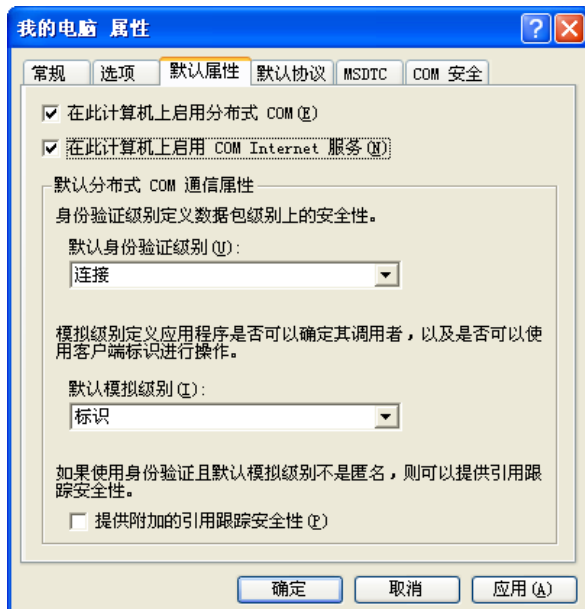 我的电脑 属性
常规 选项 默认属性 默认协议 MSDTC COM 安全
在此计算机上启用分布式 COM(E)
在此计算机上启用 COM Internet 服务(N)
默认分布式 COM 通信属性
身份验证级别定义数据包级别上的安全性。
默认身份验证级别(U):
连接
模拟级别定义应用程序是否可以确定其调用者，以及是否可以使
用客户端标识进行操作。
默认模拟级别(I):
标识
如果使用身份验证且默认模拟级别不是匿名，则可以提供引用跟
踪安全性。
提供附加的引用跟踪安全性(P)
确定 取消 应用(A)